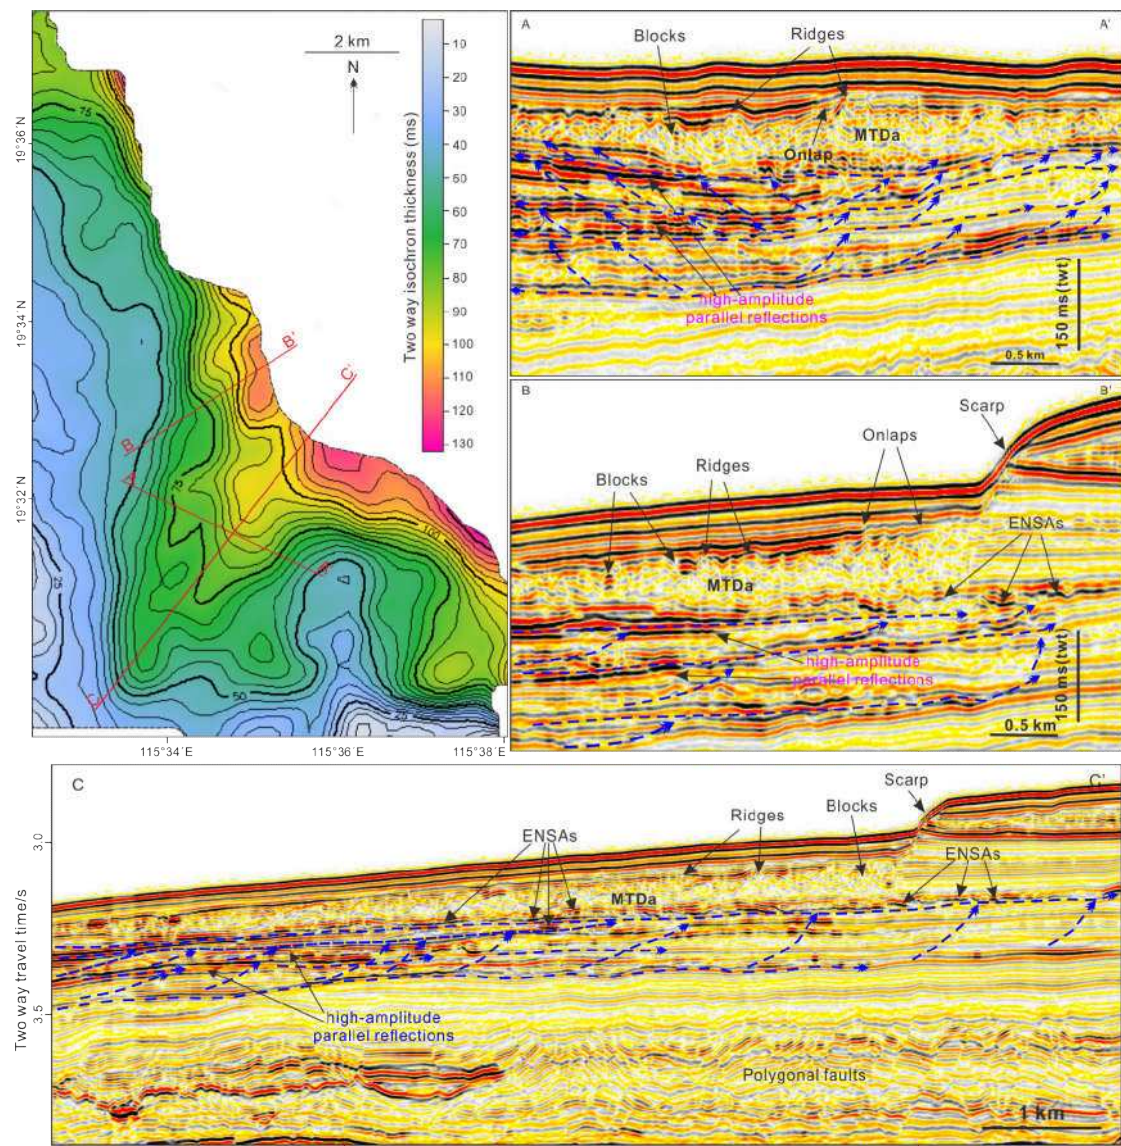 2 km
N
10
20
30
40
50
60
70
80
90
100
110
120
130
Two way isochron thickness (ms)
19°36´N
19°34´N
19°32´N
115°34´E
115°36´E
115°38´E
75
75
100
25
50
25
B
B'
A
A'
C
C'
A
A'
Blocks
Ridges
MTDa
Onlap
high-amplitude
parallel reflections
150 ms(twt)
0.5 km
B
B'
Scarp
Onlaps
Blocks
Ridges
ENSAs
MTDa
high-amplitude
parallel reflections
150 ms(twt)
0.5 km
C
C'
Scarp
Blocks
Ridges
ENSAs
ENSAs
MTDa
3.0
3.5
Two way travel time/s
high-amplitude
parallel reflections
Polygonal faults
1 km